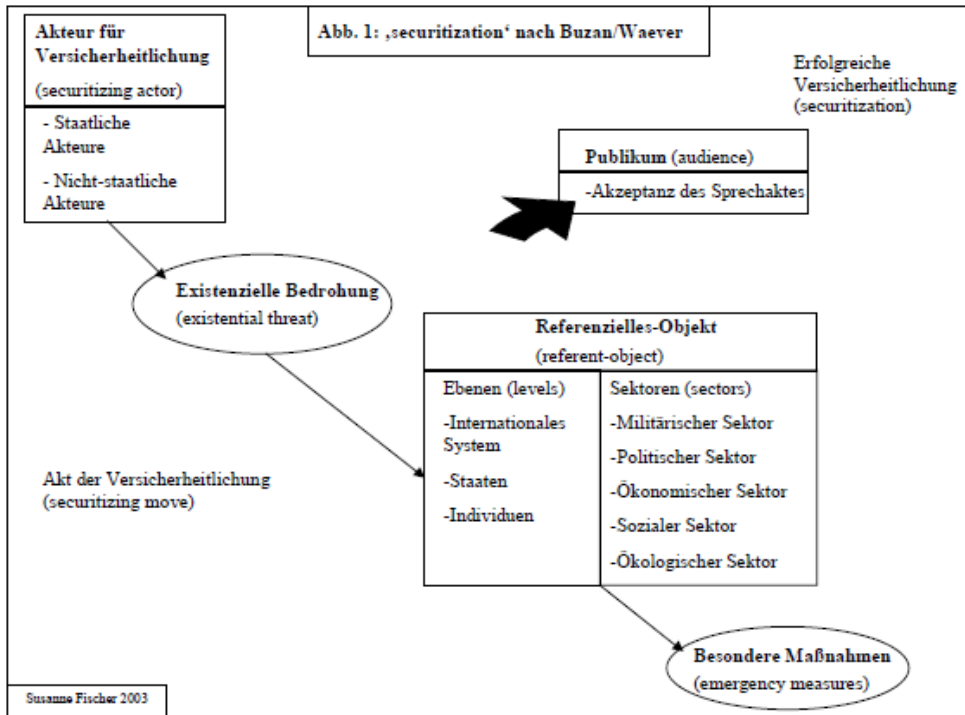 Akteur für
Versicherheitlichung
(securitizing actor)
- Staatliche
Akteure
- Nicht-staatliche
Akteure
Abb. 1: ‚securitization‘ nach Buzan/Waever
Erfolgreiche
Versicherheitlichung
(securitization)
Publikum (audience)
-Akzeptanz des Sprechaktes
Existenzielle Bedrohung
(existential threat)
Referenzielles-Objekt
(referent-object)
Ebenen (levels)
-Internationales
System
-Staaten
-Individuen
Sektoren (sectors)
-Militärischer Sektor
-Politischer Sektor
-Ökonomischer Sektor
-Sozialer Sektor
-Ökologischer Sektor
Akt der Versicherheitlichung
(securitizing move)
Besondere Maßnahmen
(emergency measures)
Susanne Fischer 2003